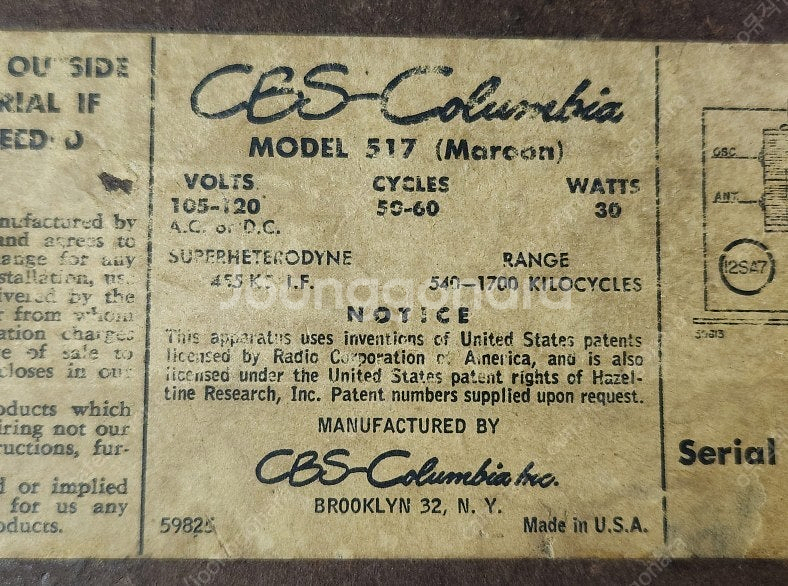 OU SIDE
RIAL IF
EED
nufactured by
and agrees to
ange for any
stallation, us
ivered by the
r from whom
ation charges
e of sale to
closes in our
oducts which
iring not our
ructions, fur-
d or implied
for us any
oducts.
CBS-Columbia
MODEL 517 (Maroon)
VOLTS CYCLES WATTS
105-120 50-60 30
A.C. or D.C.
SUPERHETERODYNE RANGE
455 KC I.F. 540-1700 KILOCYCLES
NOTICE
This apparatus uses inventions of United States patents
licensed by Radio Corporation of America, and is also
licensed under the United States patent rights of Hazel-
tine Research, Inc. Patent numbers supplied upon request.
MANUFACTURED BY
CBS-Columbia Inc.
BROOKLYN 32, N. Y.
59825 Made in U.S.A.
OSC
ANT
12SA7
Serial
joonggonara